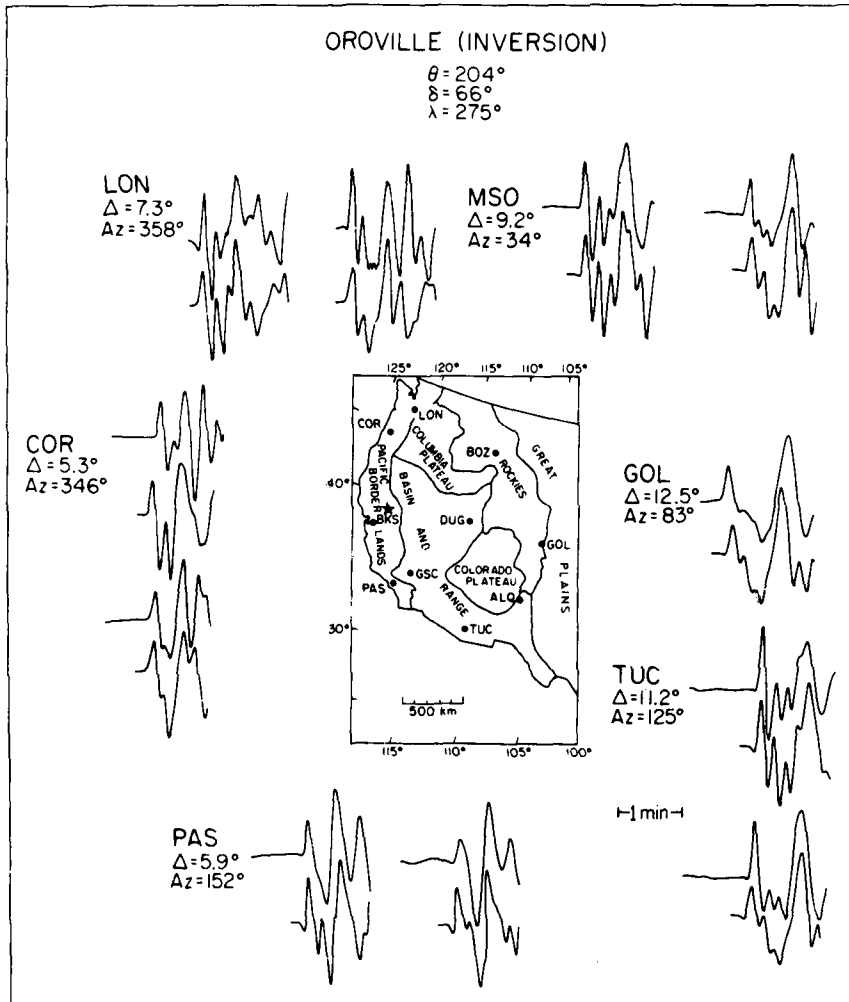 OROVILLE (INVERSION)
θ = 204°
δ = 66°
λ = 275°
LON
Δ = 7.3°
Az = 358°
MSO
Δ = 9.2°
Az = 34°
COR
Δ = 5.3°
Az = 346°
125° 120° 115° 110° 105°
LON
COR
COLUMBIA
PLATEAU
BOZ
ROCKIES
GREAT
PLAINS
40°
PACIFIC
BORDER
LANDS
BASIN
AND
RANGE
BKS
DUG
GOL
COLORADO
PLATEAU
GSC
PAS
ALQ
TUC
30°
500 km
115° 110° 105° 100°
GOL
Δ = 12.5°
Az = 83°
TUC
Δ = 11.2°
Az = 125°
1 min
PAS
Δ = 5.9°
Az = 152°